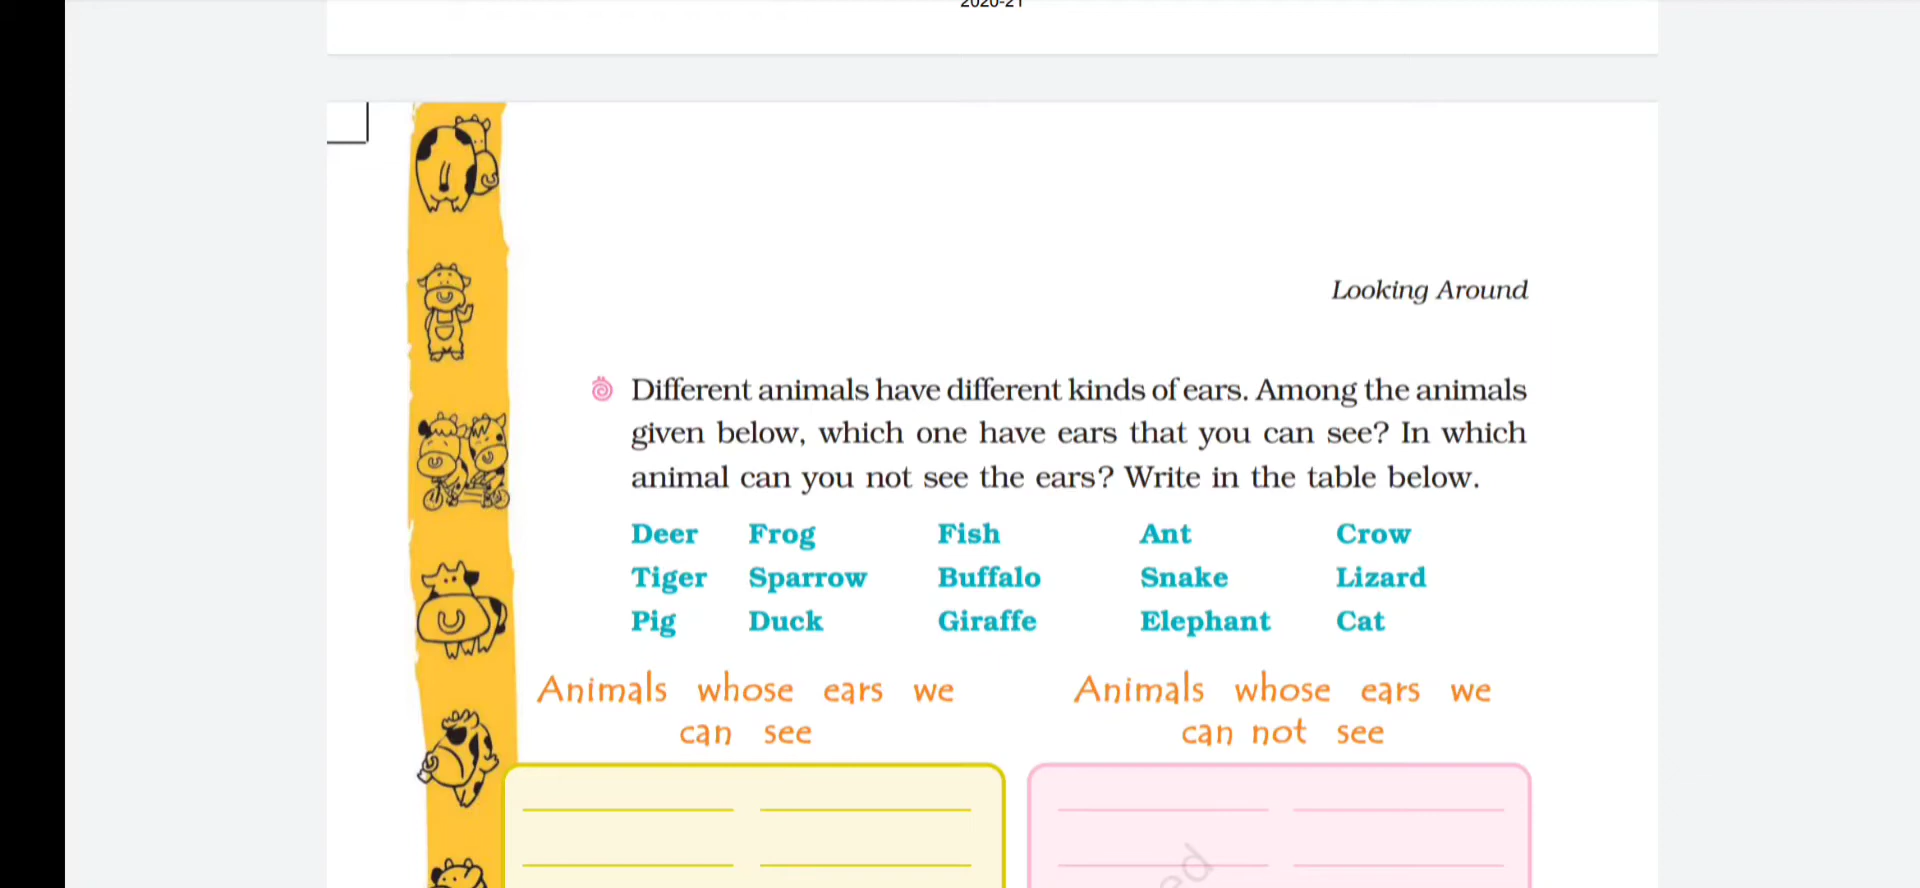 Looking Around
Different animals have different kinds of ears. Among the animals
given below, which one have ears that you can see? In which
animal can you not see the ears? Write in the table below.
Deer Frog Fish Ant Crow
Tiger Sparrow Buffalo Snake Lizard
Pig Duck Giraffe Elephant Cat
Animals whose ears we
can see
Animals whose ears we
can not see